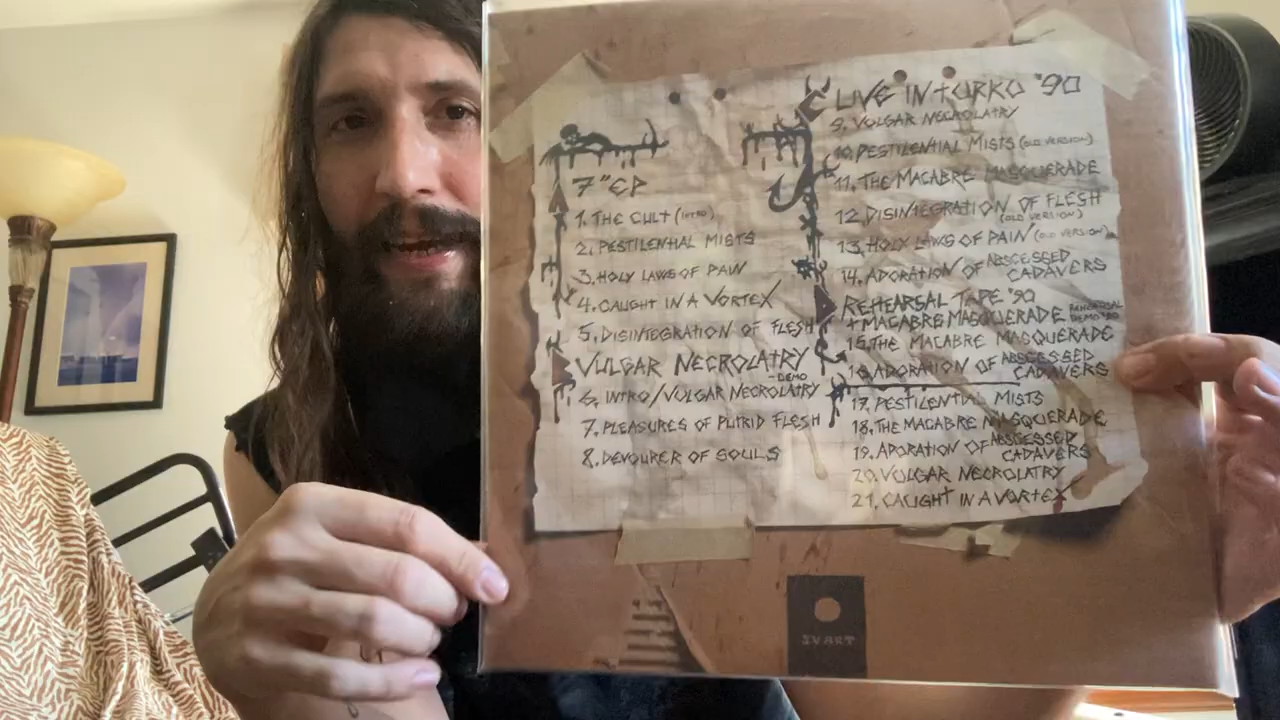 7" EP
1. THE CULT (INTRO)
2. PESTILENTIAL MISTS
3. HOLY LAWS OF PAIN
4. CAUGHT IN A VORTEX
5. DISINTEGRATION OF FLESH
VULGAR NECROLATRY
-DEMO
6. INTRO/VULGAR NECROLATRY
7. PLEASURES OF PUTRID FLESH
8. DEVOURER OF SOULS
LIVE IN TURKU '90
9. VULGAR NECROLATRY
10. PESTILENTIAL MISTS (OLD VERSION)
11. THE MACABRE MASQUERADE
12. DISINTEGRATION OF FLESH
(OLD VERSION)
13. HOLY LAWS OF PAIN (OLD VERSION)
14. ADORATION OF ABSCESSED
CADAVERS
REHEARSAL TAPE '90
+ MACABRE MASQUERADE REHEARSAL
DEMO '90
15. THE MACABRE MASQUERADE
16. ADORATION OF ABSCESSED
CADAVERS
17. PESTILENTIAL MISTS
18. THE MACABRE MASQUERADE
19. ADORATION OF ABSCESSED
CADAVERS
20. VULGAR NECROLATRY
21. CAUGHT IN A VORTEX
SVART